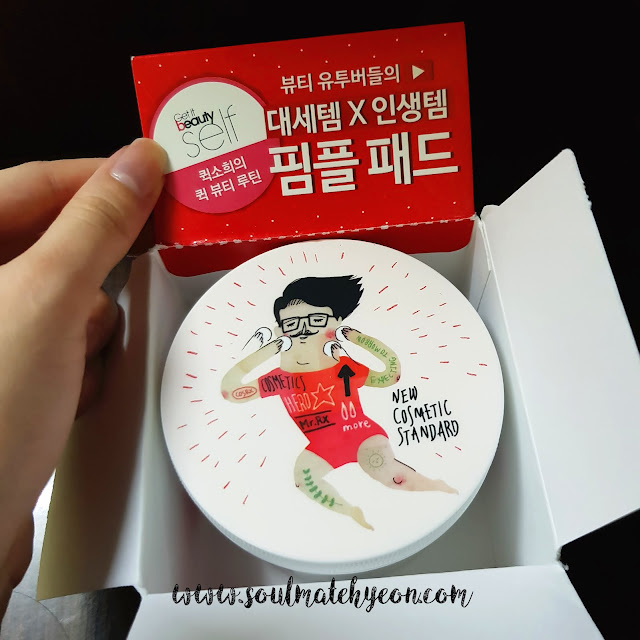 뷰티 유투버들의
대세템 X 인생템
핌플 패드
Get it
beauty
self
퀵소희의
퀵 뷰티 루틴
COSMETICS
HERO
Mr.Rx
more
NEW
COSMETIC
STANDARD
www.soulmatehyeon.com